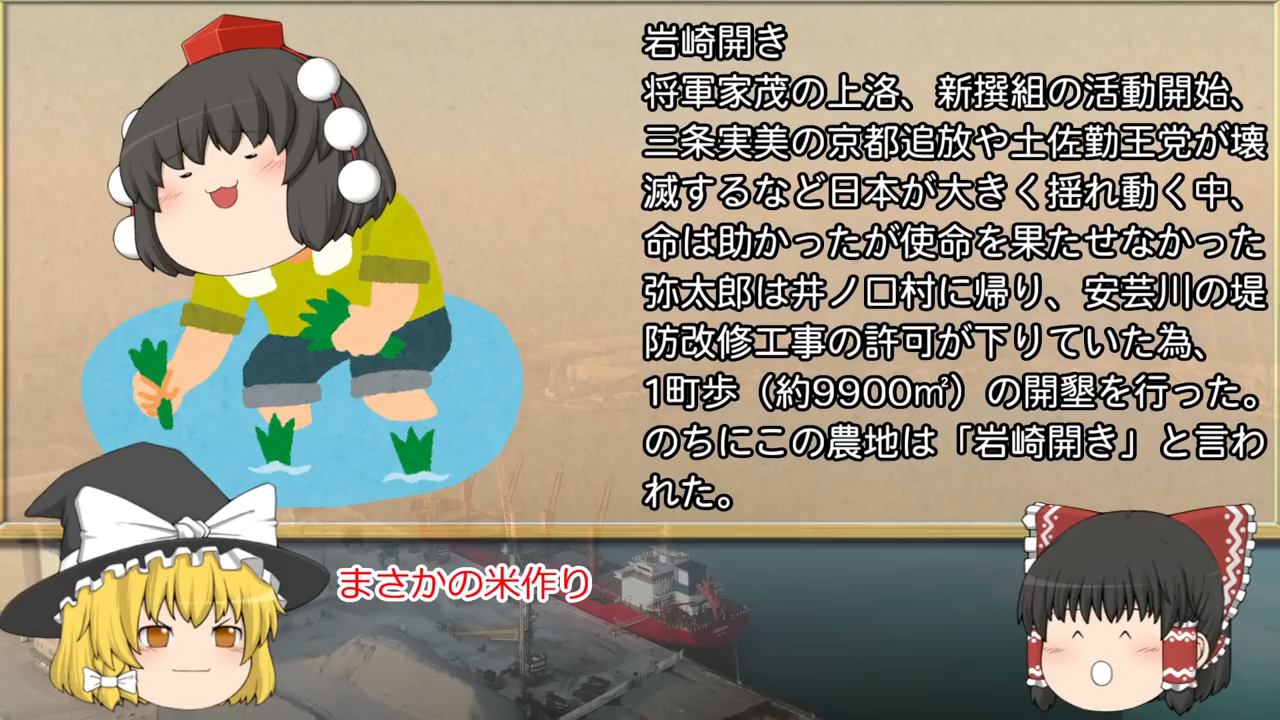 岩崎開き
将軍家茂の上洛、新撰組の活動開始、
三条実美の京都追放や土佐勤王党が壊
滅するなど日本が大きく揺れ動く中、
命は助かったが使命を果たせなかった
弥太郎は井ノ口村に帰り、安芸川の堤
防改修工事の許可が下りていた為、
1町歩（約9900㎡）の開墾を行った。
のちにこの農地は「岩崎開き」と言わ
れた。
まさかの米作り